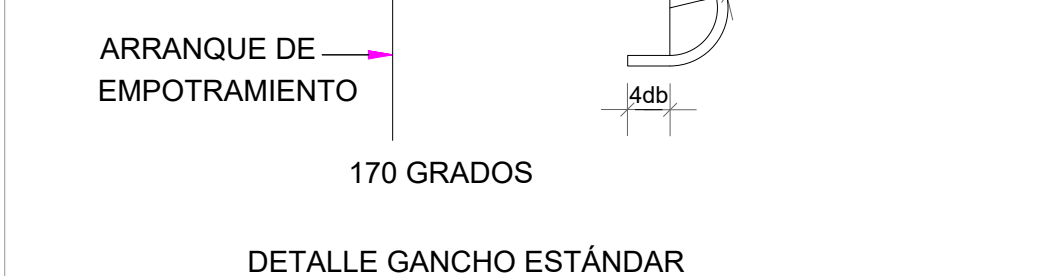 ARRANQUE DE
EMPOTRAMIENTO
4db
170 GRADOS
DETALLE GANCHO ESTÁNDAR